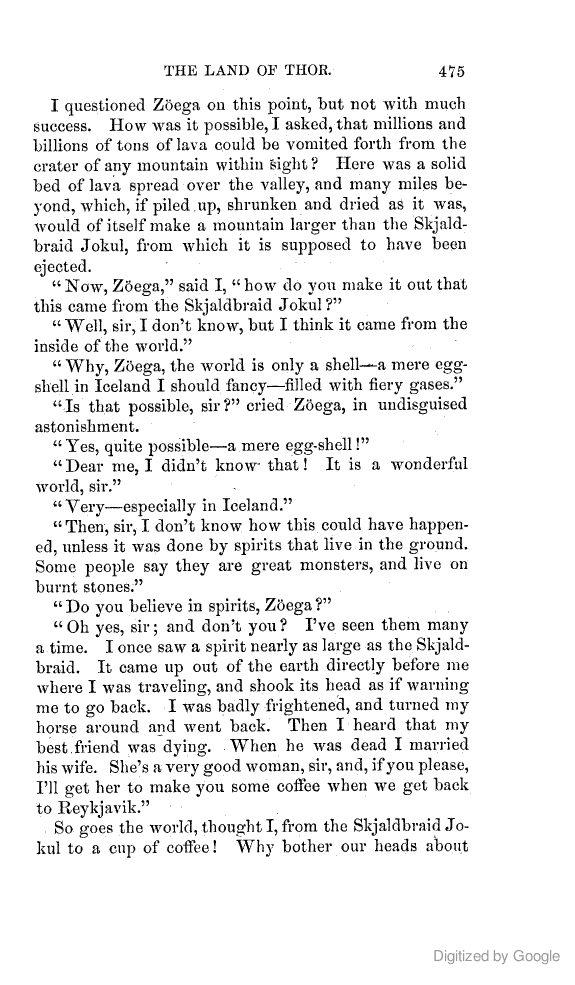 THE LAND OF THOR. 475
I questioned Zöega on this point, but not with much
success. How was it possible, I asked, that millions and
billions of tons of lava could be vomited forth from the
crater of any mountain within sight? Here was a solid
bed of lava spread over the valley, and many miles be-
yond, which, if piled up, shrunken and dried as it was,
would of itself make a mountain larger than the Skjald-
braid Jokul, from which it is supposed to have been
ejected.
“Now, Zöega,” said I, “how do you make it out that
this came from the Skjaldbraid Jokul?”
“Well, sir, I don’t know, but I think it came from the
inside of the world.”
“Why, Zöega, the world is only a shell—a mere egg-
shell in Iceland I should fancy—filled with fiery gases.”
“Is that possible, sir?” cried Zöega, in undisguised
astonishment.
“Yes, quite possible—a mere egg-shell!”
“Dear me, I didn’t know that! It is a wonderful
world, sir.”
“Very—especially in Iceland.”
“Then, sir, I don’t know how this could have happen-
ed, unless it was done by spirits that live in the ground.
Some people say they are great monsters, and live on
burnt stones.”
“Do you believe in spirits, Zöega?”
“Oh yes, sir; and don’t you? I’ve seen them many
a time. I once saw a spirit nearly as large as the Skjald-
braid. It came up out of the earth directly before me
where I was traveling, and shook its head as if warning
me to go back. I was badly frightened, and turned my
horse around and went back. Then I heard that my
best friend was dying. When he was dead I married
his wife. She’s a very good woman, sir, and, if you please,
I’ll get her to make you some coffee when we get back
to Reykjavik.”
So goes the world, thought I, from the Skjaldbraid Jo-
kul to a cup of coffee! Why bother our heads about
Digitized by Google